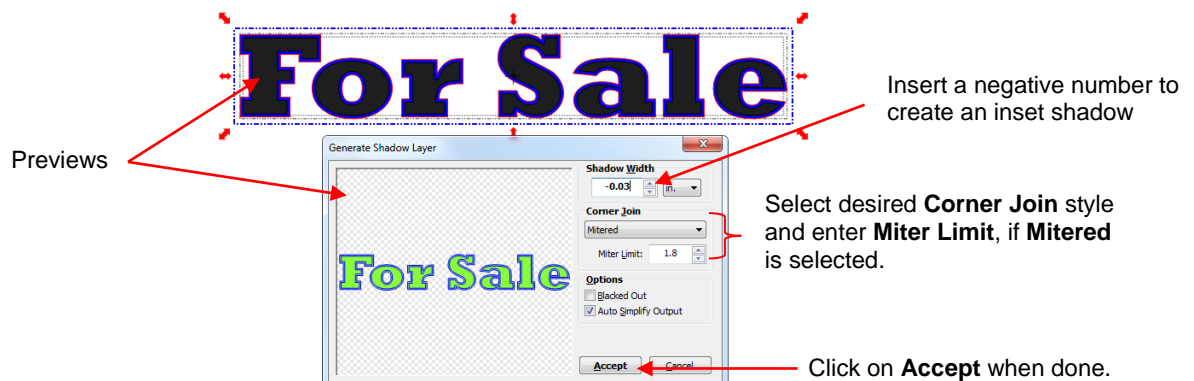 For Sale
Insert a negative number to
create an inset shadow
Previews
Generate Shadow Layer
x
Shadow Width
-0.03 in.
Corner Join
Mitered
Miter Limit: 1.8
Select desired Corner Join style
and enter Miter Limit, if Mitered
is selected.
For Sale
Options
Blacked Out
Auto Simplify Output
Accept Cancel
Click on Accept when done.